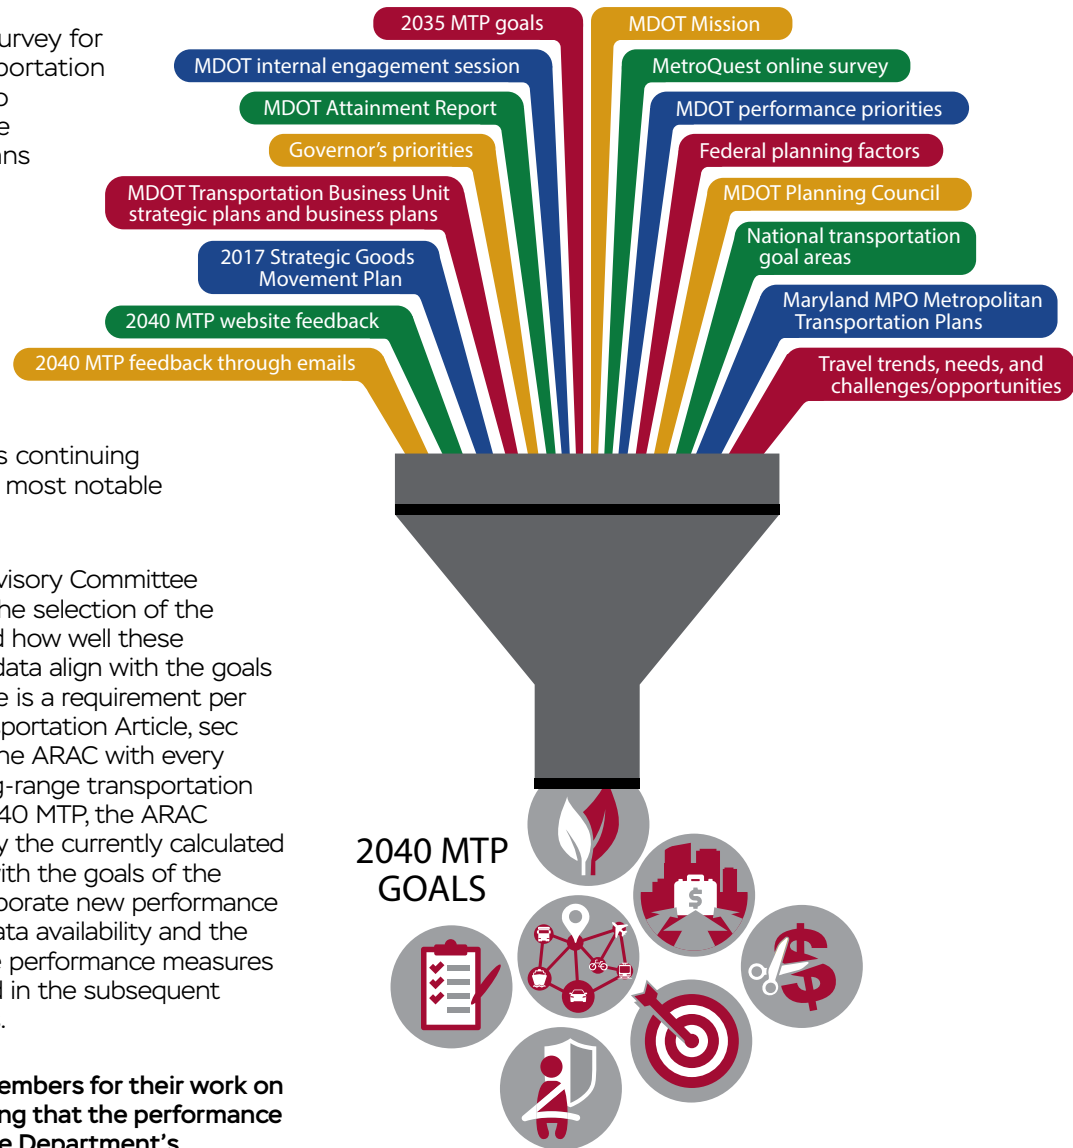 urvey for
portation
o
e
ans
s continuing
most notable
visory Committee
he selection of the
d how well these
data align with the goals
e is a requirement per
sportation Article, sec
he ARAC with every
g-range transportation
40 MTP, the ARAC
y the currently calculated
with the goals of the
porate new performance
ata availability and the
e performance measures
d in the subsequent
s.
embers for their work on
ing that the performance
e Department's
2035 MTP goals
MDOT internal engagement session
MDOT Attainment Report
Governor's priorities
MDOT Transportation Business Unit
strategic plans and business plans
2017 Strategic Goods
Movement Plan
2040 MTP website feedback
2040 MTP feedback through emails
MDOT Mission
MetroQuest online survey
MDOT performance priorities
Federal planning factors
MDOT Planning Council
National transportation
goal areas
Maryland MPO Metropolitan
Transportation Plans
Travel trends, needs, and
challenges/opportunities
2040 MTP
GOALS
$
$